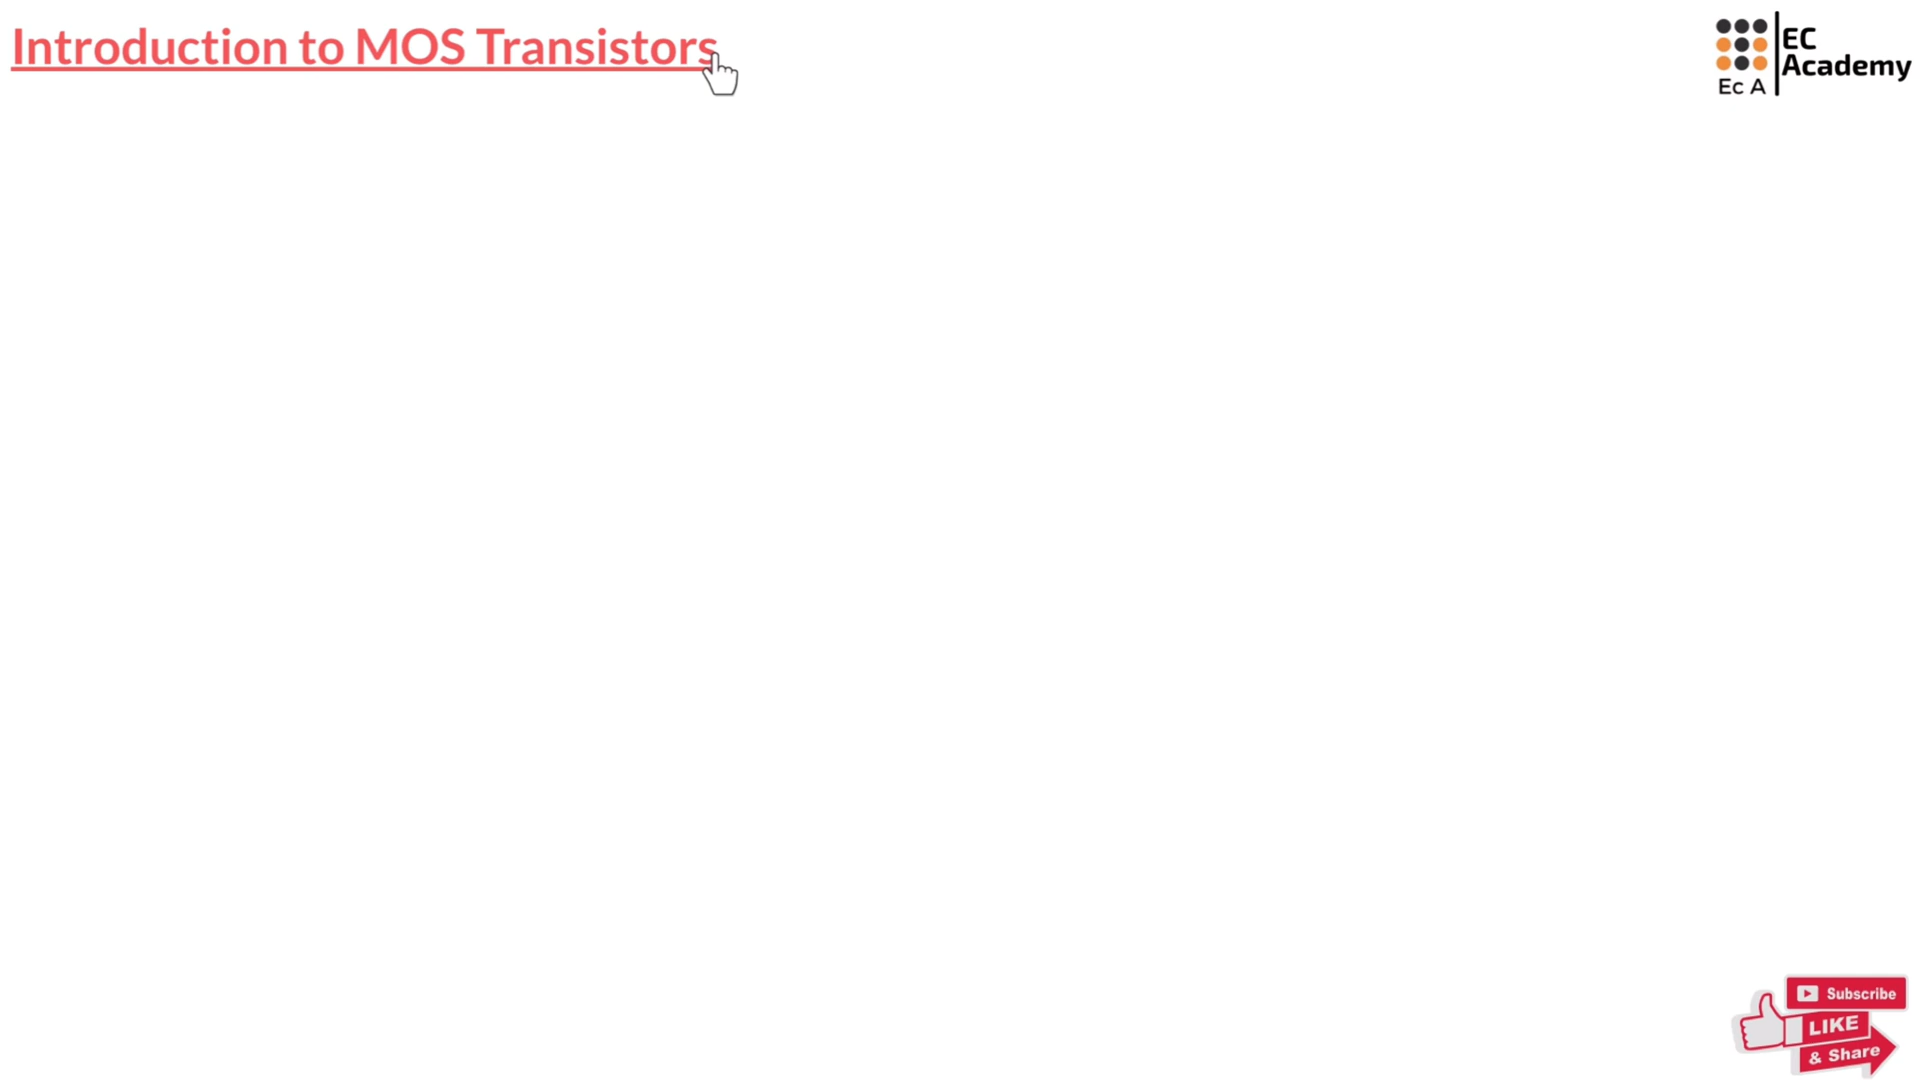 Introduction to MOS Transistors
EC
Academy
Ec A
Subscribe
LIKE
& Share